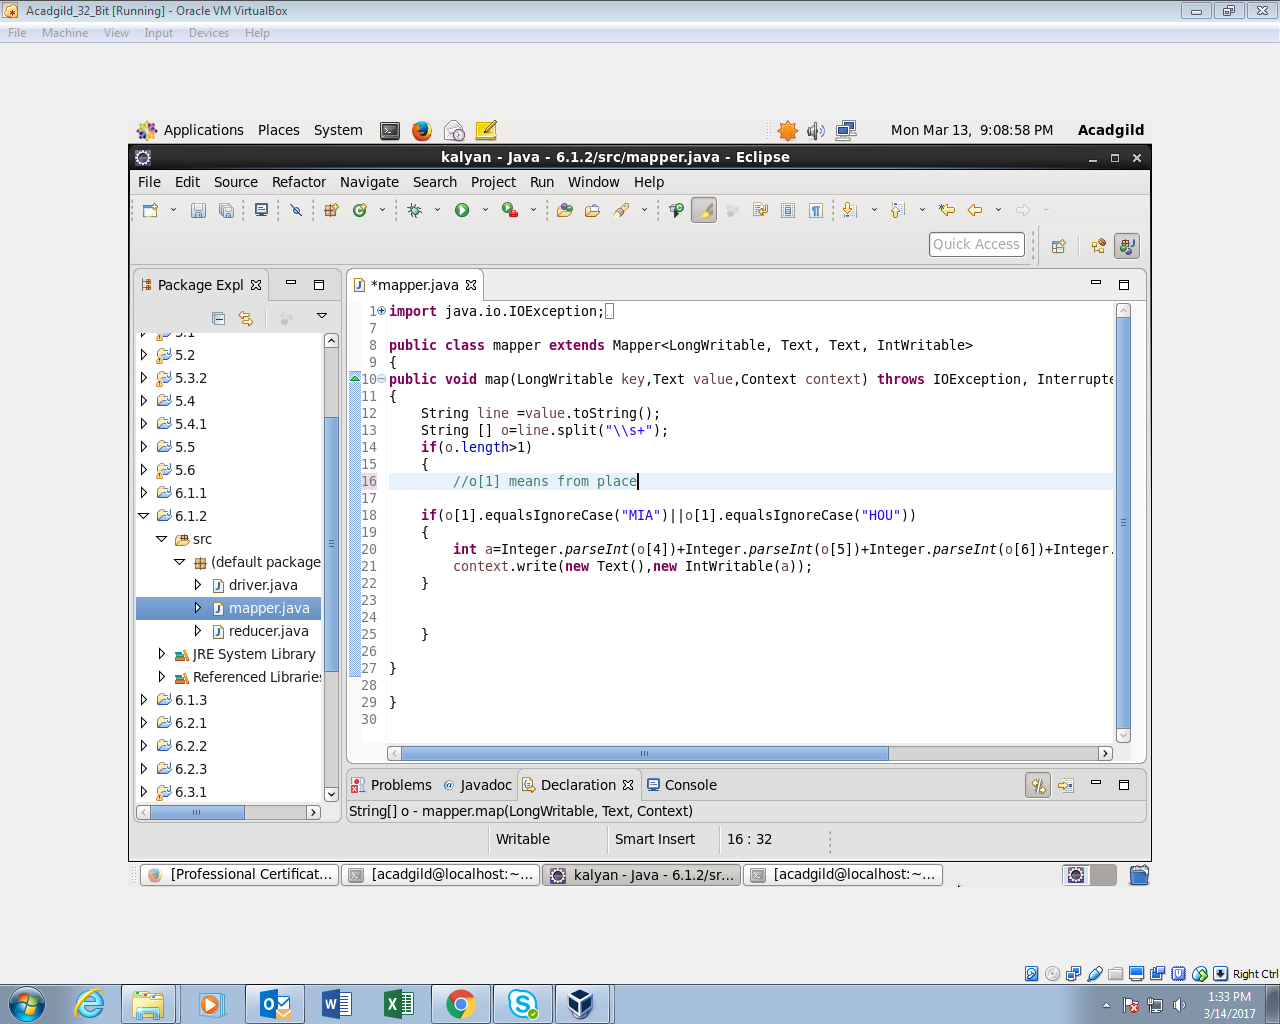 Acadgild_32_Bit [Running] - Oracle VM VirtualBox
File Machine View Input Devices Help
Applications Places System Mon Mar 13, 9:08:58 PM Acadgild
kalyan - Java - 6.1.2/src/mapper.java - Eclipse
File Edit Source Refactor Navigate Search Project Run Window Help
Quick Access
Package Expl
*mapper.java
5.1
5.2
5.3.2
5.4
5.4.1
5.5
5.6
6.1.1
6.1.2
src
(default package
driver.java
mapper.java
reducer.java
JRE System Library
Referenced Libraries
6.1.3
6.2.1
6.2.2
6.2.3
6.3.1
1 import java.io.IOException;
7
8 public class mapper extends Mapper<LongWritable, Text, Text, IntWritable>
9 {
10 public void map(LongWritable key,Text value,Context context) throws IOException, Interrupte
11 {
12 String line =value.toString();
13 String [] o=line.split("\\s+");
14 if(o.length>1)
15 {
16 //o[1] means from place
17
18 if(o[1].equalsIgnoreCase("MIA")||o[1].equalsIgnoreCase("HOU"))
19 {
20 int a=Integer.parseInt(o[4])+Integer.parseInt(o[5])+Integer.parseInt(o[6])+Integer.
21 context.write(new Text(),new IntWritable(a));
22 }
23
24
25 }
26
27 }
28
29 }
30
Problems @ Javadoc Declaration Console
String[] o - mapper.map(LongWritable, Text, Context)
Writable Smart Insert 16 : 32
[Professional Certificat... [acadgild@localhost:~... kalyan - Java - 6.1.2/sr... [acadgild@localhost:~...
Right Ctrl
1:33 PM
3/14/2017